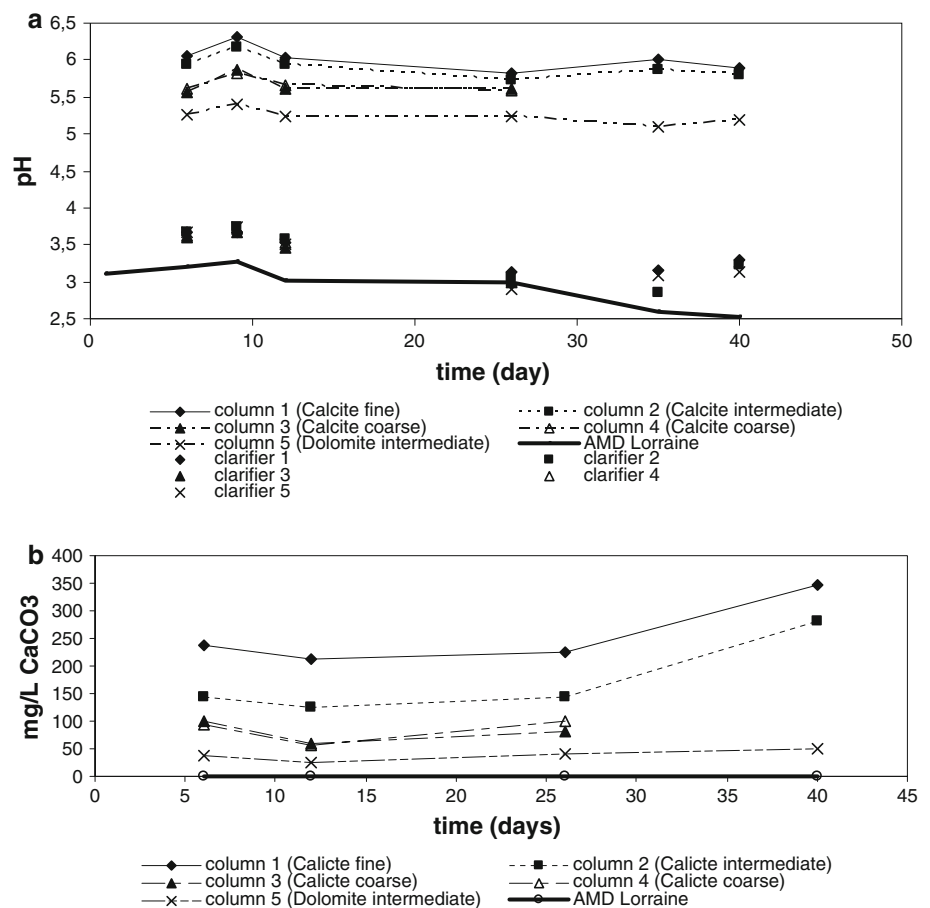 a
6,5
6
5,5
5
4,5
4
3,5
3
2,5
pH
0 10 20 30 40 50
time (day)
column 1 (Calcite fine) column 2 (Calcite intermediate)
column 3 (Calcite coarse) column 4 (Calcite coarse)
column 5 (Dolomite intermediate) AMD Lorraine
clarifier 1 clarifier 2
clarifier 3 clarifier 4
clarifier 5
b
400
350
300
250
200
150
100
50
0
mg/L CaCO3
0 5 10 15 20 25 30 35 40 45
time (days)
column 1 (Calicte fine) column 2 (Calicte intermediate)
column 3 (Calicte coarse) column 4 (Calicte coarse)
column 5 (Dolomite intermediate) AMD Lorraine